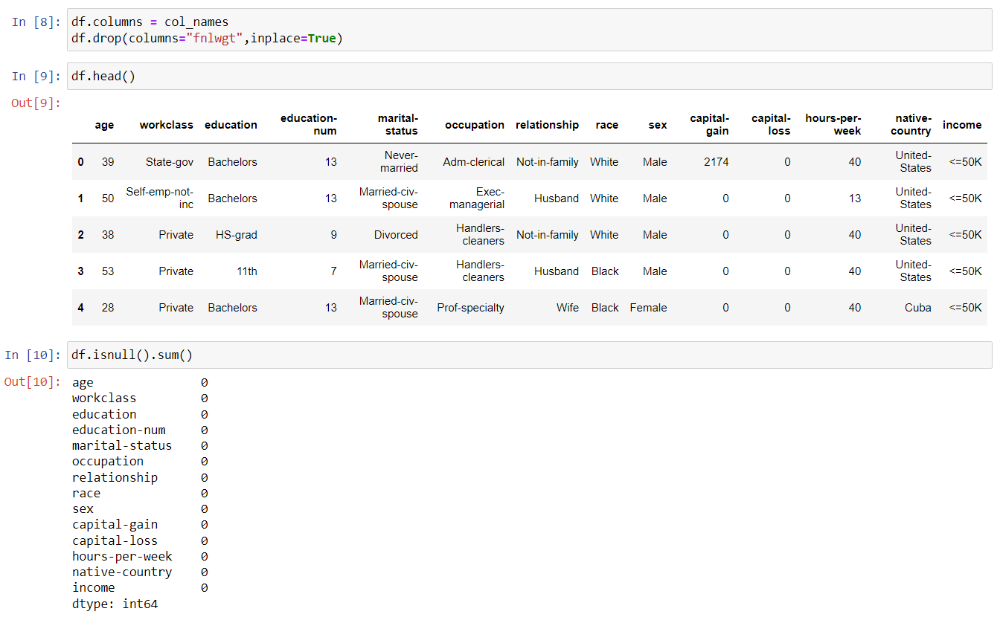 In [8]: df.columns = col_names
df.drop(columns="fnlwgt",inplace=True)
In [9]: df.head()
Out[9]:
age workclass education education-num marital-status occupation relationship race sex capital-gain capital-loss hours-per-week native-country income
0 39 State-gov Bachelors 13 Never-married Adm-clerical Not-in-family White Male 2174 0 40 United-States <=50K
1 50 Self-emp-not-inc Bachelors 13 Married-civ-spouse Exec-managerial Husband White Male 0 0 13 United-States <=50K
2 38 Private HS-grad 9 Divorced Handlers-cleaners Not-in-family White Male 0 0 40 United-States <=50K
3 53 Private 11th 7 Married-civ-spouse Handlers-cleaners Husband Black Male 0 0 40 United-States <=50K
4 28 Private Bachelors 13 Married-civ-spouse Prof-specialty Wife Black Female 0 0 40 Cuba <=50K
In [10]: df.isnull().sum()
Out[10]: age 0
workclass 0
education 0
education-num 0
marital-status 0
occupation 0
relationship 0
race 0
sex 0
capital-gain 0
capital-loss 0
hours-per-week 0
native-country 0
income 0
dtype: int64